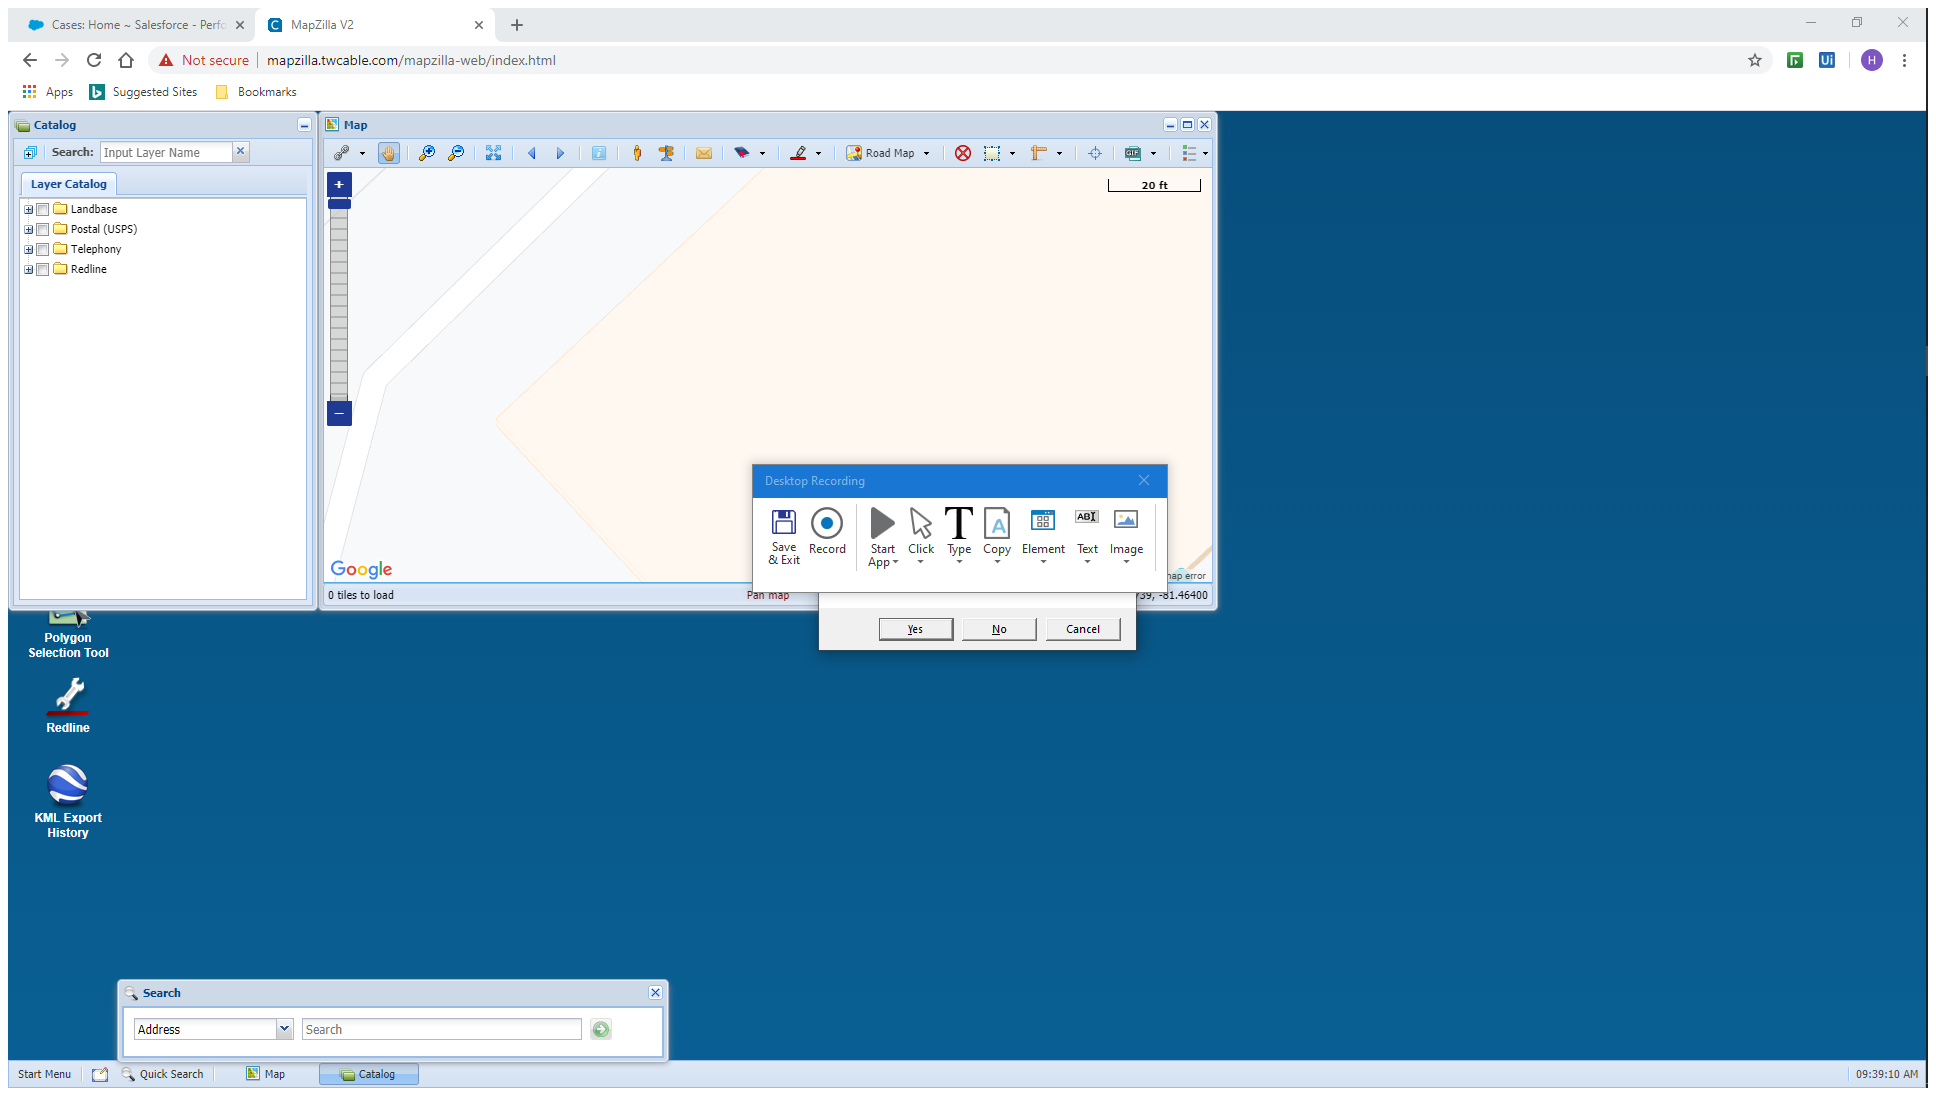 Cases: Home ~ Salesforce - Perfo
MapZilla V2
Not secure
mapzilla.twcable.com/mapzilla-web/index.html
H
Apps
Suggested Sites
Bookmarks
Catalog
Search:
Input Layer Name
Layer Catalog
Landbase
Postal (USPS)
Telephony
Redline
Map
Road Map
GIF
20 ft
Google
map error
0 tiles to load
Pan map
739, -81.46400
Desktop Recording
Save & Exit
Record
Start App
Click
Type
Copy
Element
Text
Image
Yes
No
Cancel
Polygon
Selection Tool
Redline
KML Export
History
Search
Address
Search
Start Menu
Quick Search
Map
Catalog
09:39:10 AM